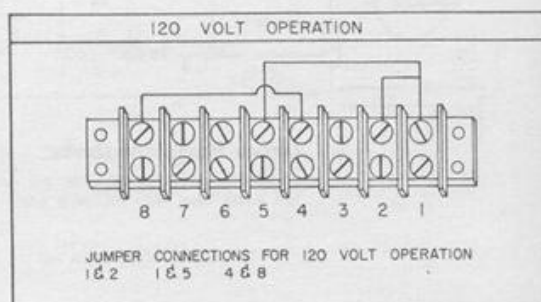 120 VOLT OPERATION
8 7 6 5 4 3 2 1
JUMPER CONNECTIONS FOR 120 VOLT OPERATION
1 & 2 1 & 5 4 & 8